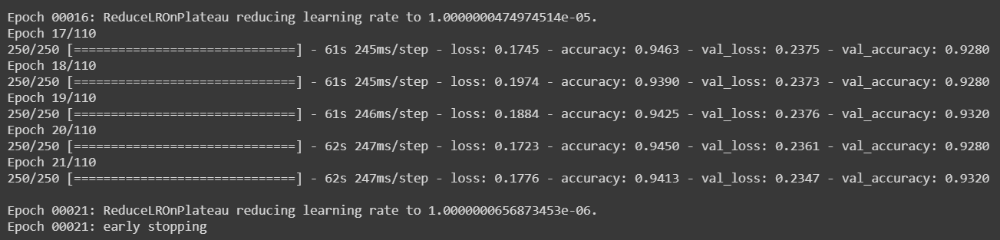 Epoch 00016: ReduceLROnPlateau reducing learning rate to 1.0000000474974514e-05.
Epoch 17/110
250/250 [==============================] - 61s 245ms/step - loss: 0.1745 - accuracy: 0.9463 - val_loss: 0.2375 - val_accuracy: 0.9280
Epoch 18/110
250/250 [==============================] - 61s 245ms/step - loss: 0.1974 - accuracy: 0.9390 - val_loss: 0.2373 - val_accuracy: 0.9280
Epoch 19/110
250/250 [==============================] - 61s 246ms/step - loss: 0.1884 - accuracy: 0.9425 - val_loss: 0.2376 - val_accuracy: 0.9320
Epoch 20/110
250/250 [==============================] - 62s 247ms/step - loss: 0.1723 - accuracy: 0.9450 - val_loss: 0.2361 - val_accuracy: 0.9280
Epoch 21/110
250/250 [==============================] - 62s 247ms/step - loss: 0.1776 - accuracy: 0.9413 - val_loss: 0.2347 - val_accuracy: 0.9320
Epoch 00021: ReduceLROnPlateau reducing learning rate to 1.0000000656873453e-06.
Epoch 00021: early stopping